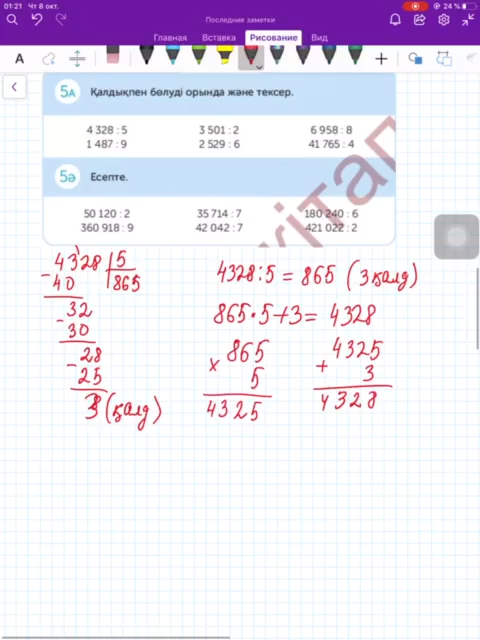 01:21 Чт 8 окт.
24 %
Последние заметки
Главная Вставка Рисование Вид
5А Қалдықпен бөлуді орында және тексер.
4 328 : 5 3 501 : 2 6 958 : 8
1 487 : 9 2 529 : 6 41 765 : 4
5ә Есепте.
50 120 : 2 35 714 : 7 180 240 : 6
360 918 : 9 42 042 : 7 421 022 : 2
кітап
4328 | 5
- 40 865
32
- 30
- 28
25
3 (қалд)
4328:5 = 865 (3 қалд)
865·5+3= 4328
865
× 5
4325
4325
+ 3
4328